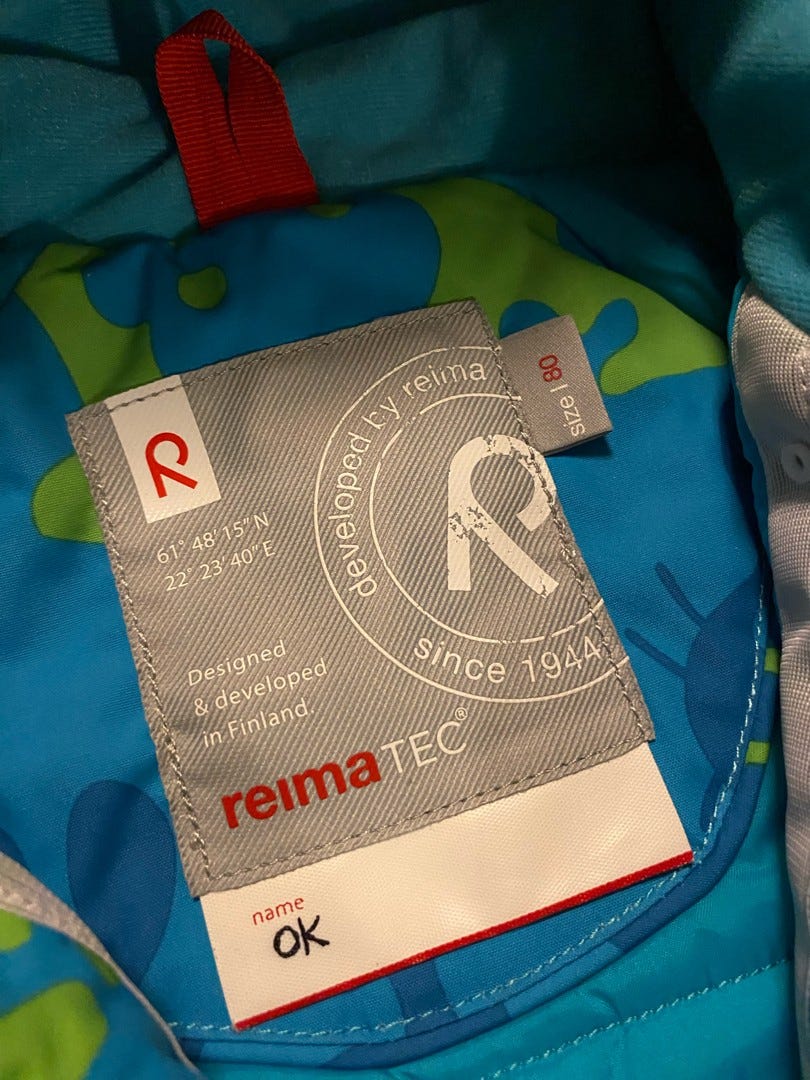 size | 80
developed by reima
since 1944
61° 48' 15" N
22° 23' 40" E
Designed
& developed
in Finland
reimaTEC®
name
OK